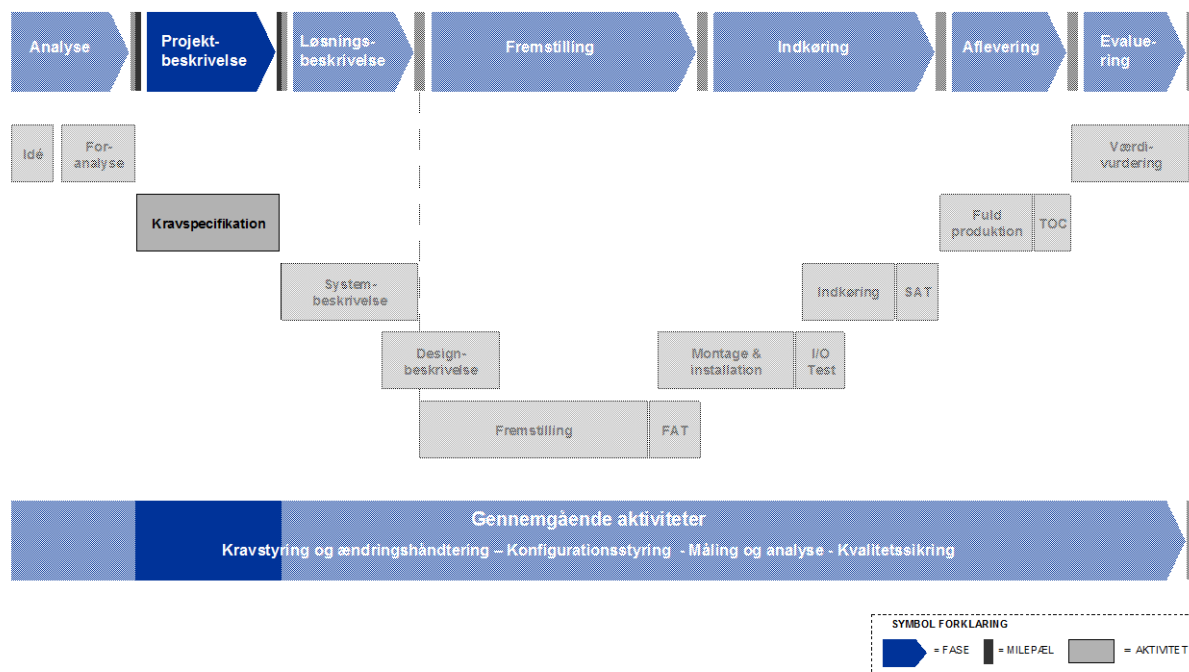 Analyse
Projekt-
beskrivelse
Løsnings-
beskrivelse
Fremstilling
Indkøring
Aflevering
Evalue-
ring
Idé
For-
analyse
Værdi-
vurdering
Kravspecifikation
Fuld
produktion
TOC
System-
beskrivelse
Indkøring
SAT
Design-
beskrivelse
Montage &
installation
I/O
Test
Fremstilling
FAT
Gennemgående aktiviteter
Kravstyring og ændringshåndtering – Konfigurationsstyring - Måling og analyse - Kvalitetssikring
SYMBOL FORKLARING
= FASE
= MILEPÆL
= AKTIVITET